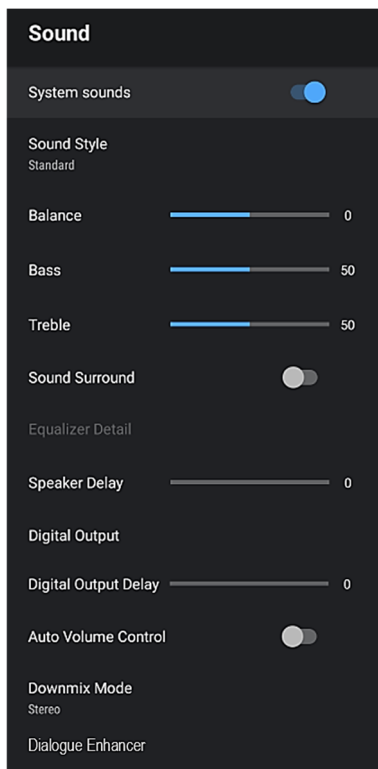 Sound
System sounds
Sound Style
Standard
Balance 0
Bass 50
Treble 50
Sound Surround
Equalizer Detail
Speaker Delay 0
Digital Output
Digital Output Delay 0
Auto Volume Control
Downmix Mode
Stereo
Dialogue Enhancer